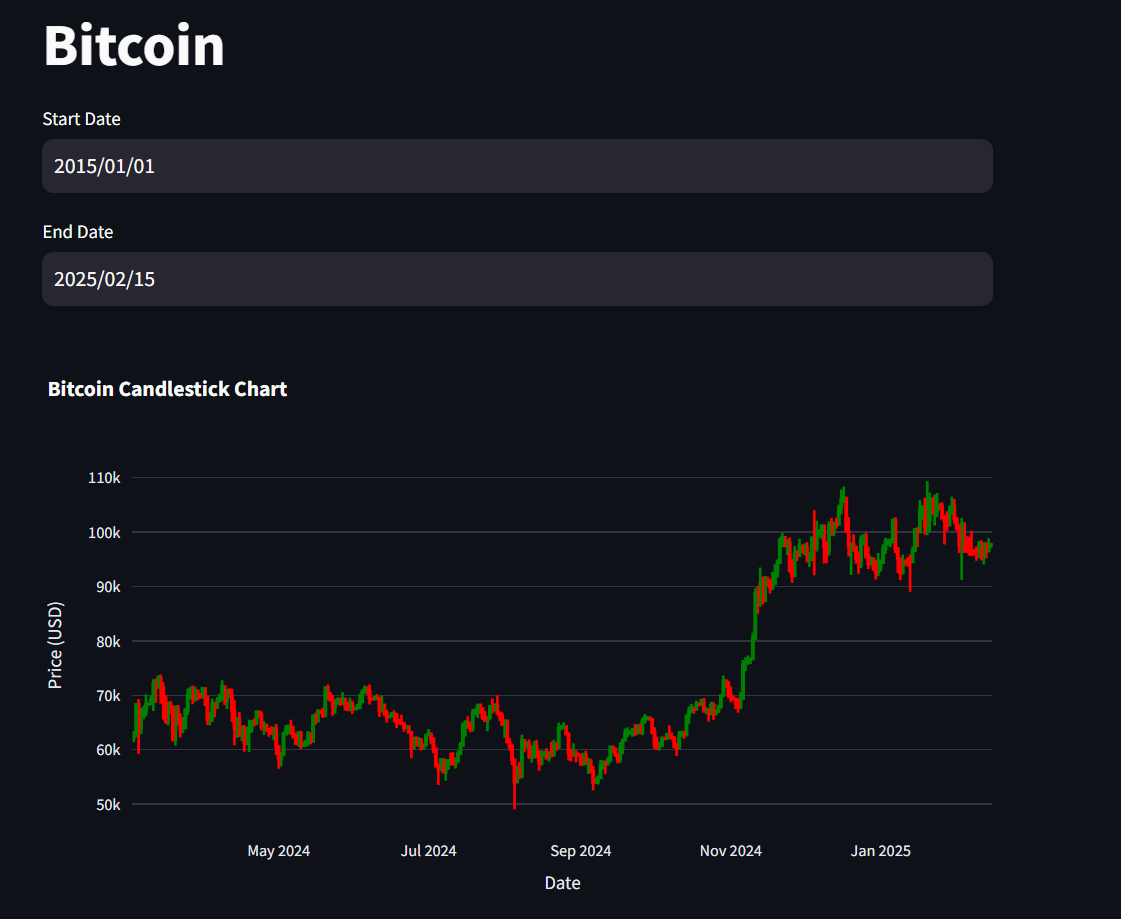 Bitcoin
Start Date
2015/01/01
End Date
2025/02/15
Bitcoin Candlestick Chart
110k
100k
90k
80k
70k
60k
50k
Price (USD)
May 2024 Jul 2024 Sep 2024 Nov 2024 Jan 2025
Date